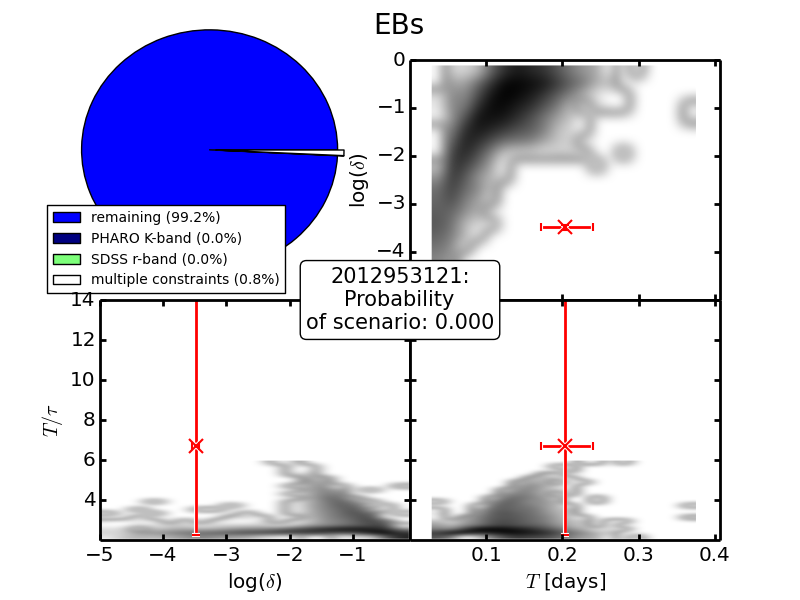 EBs
remaining (99.2%)
PHARO K-band (0.0%)
SDSS r-band (0.0%)
multiple constraints (0.8%)
log(δ)
0
−1
−2
−3
−4
2012953121:
Probability
of scenario: 0.000
T/τ
14
12
10
8
6
4
−5 −4 −3 −2 −1
log(δ)
0.1 0.2 0.3 0.4
T [days]